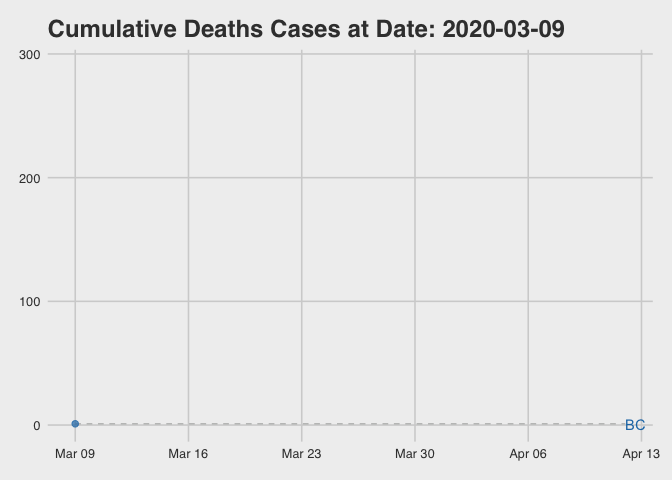 Cumulative Deaths Cases at Date: 2020-03-09
300
200
100
0
BC
Mar 09 Mar 16 Mar 23 Mar 30 Apr 06 Apr 13